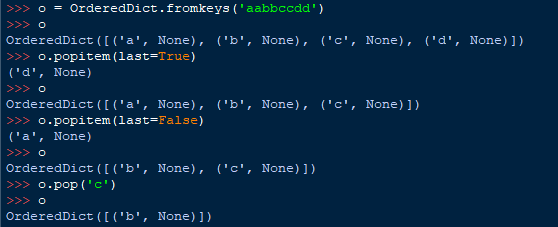 >>> o = OrderedDict.fromkeys('aabbccdd')
>>> o
OrderedDict([('a', None), ('b', None), ('c', None), ('d', None)])
>>> o.popitem(last=True)
('d', None)
>>> o
OrderedDict([('a', None), ('b', None), ('c', None)])
>>> o.popitem(last=False)
('a', None)
>>> o
OrderedDict([('b', None), ('c', None)])
>>> o.pop('c')
>>> o
OrderedDict([('b', None)])